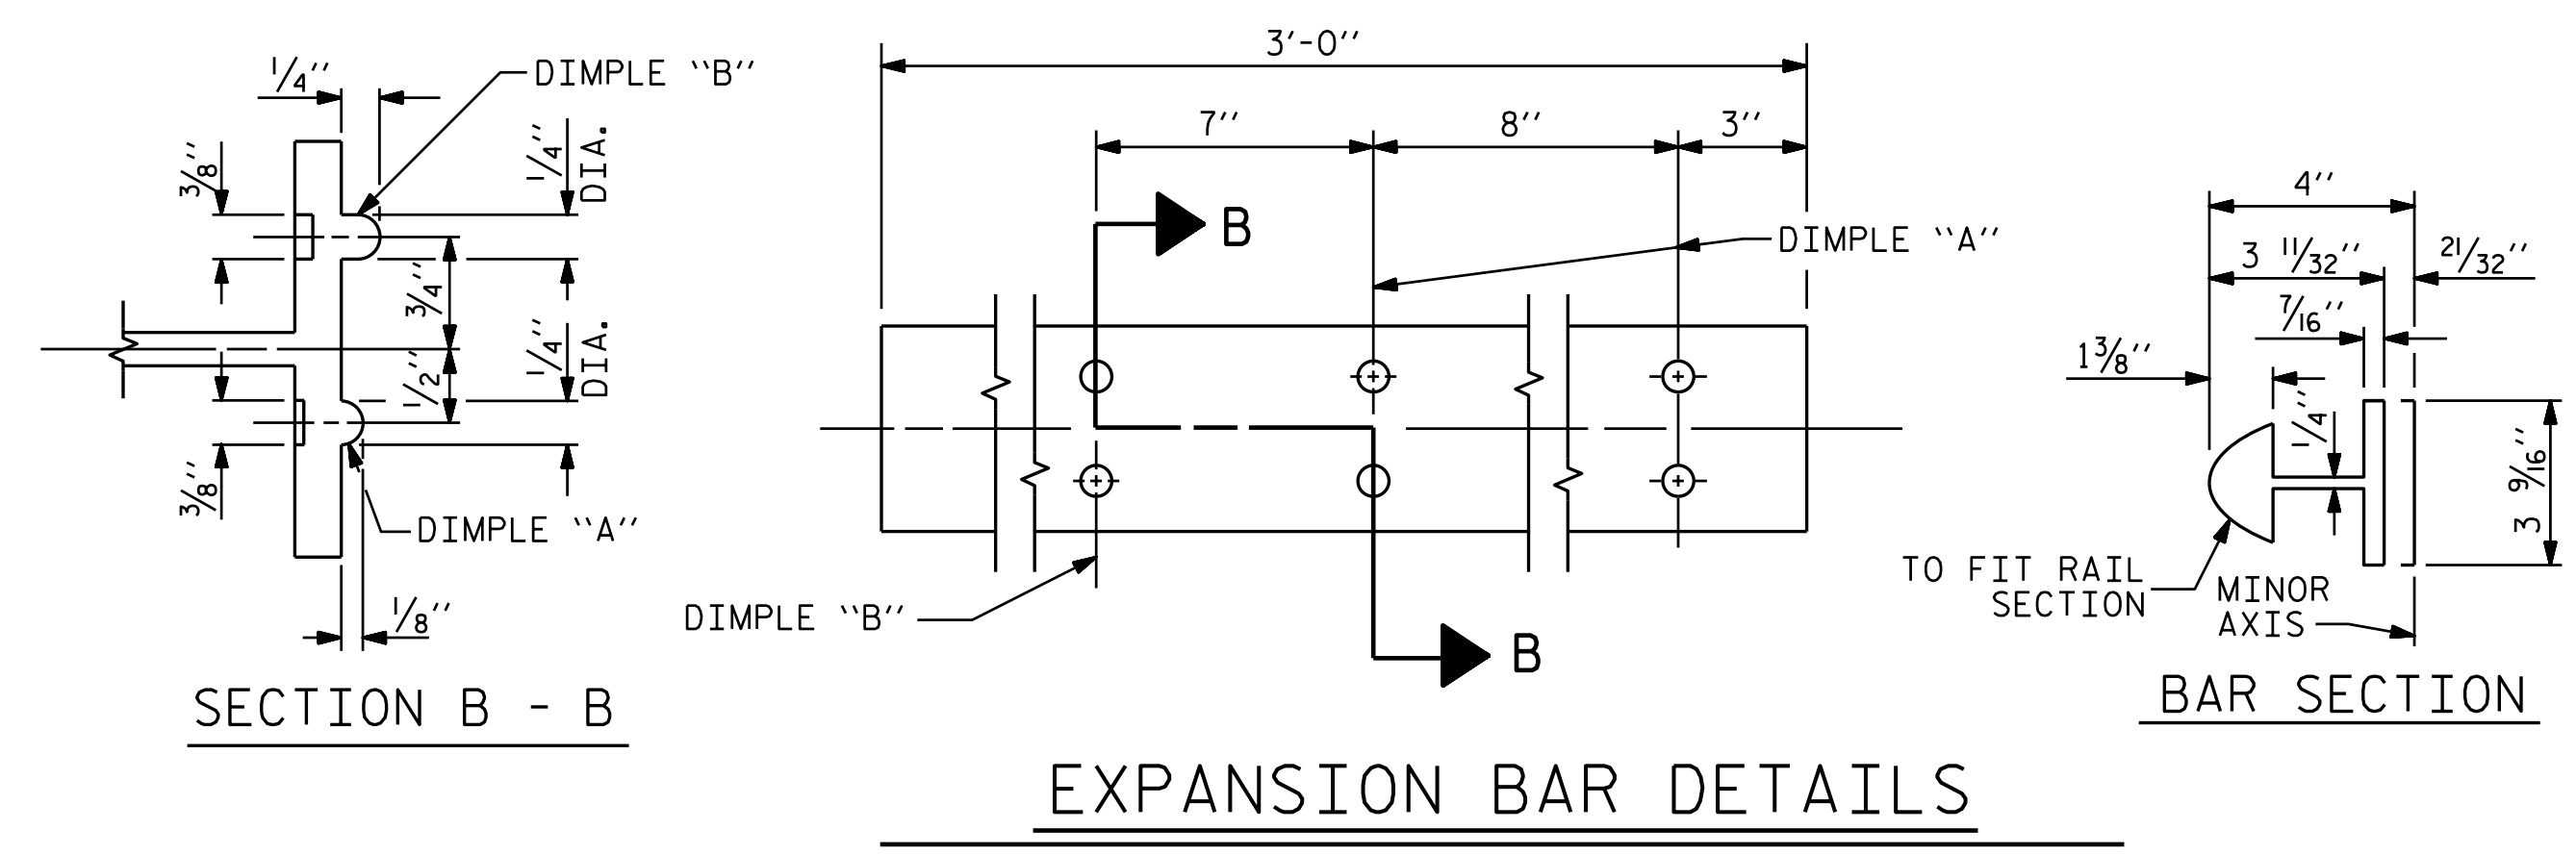 1/4''
DIMPLE ''B''
3/8''
1/4''
DIA.
3/4''
1/4''
DIA.
1/2''
3/8''
DIMPLE ''A''
1/8''
SECTION B - B
3'-0''
7''
8''
3''
B
DIMPLE ''A''
DIMPLE ''B''
B
EXPANSION BAR DETAILS
4''
3 11/32''
21/32''
7/16''
1 3/8''
1/4''
3 9/16''
TO FIT RAIL
SECTION
MINOR
AXIS
BAR SECTION